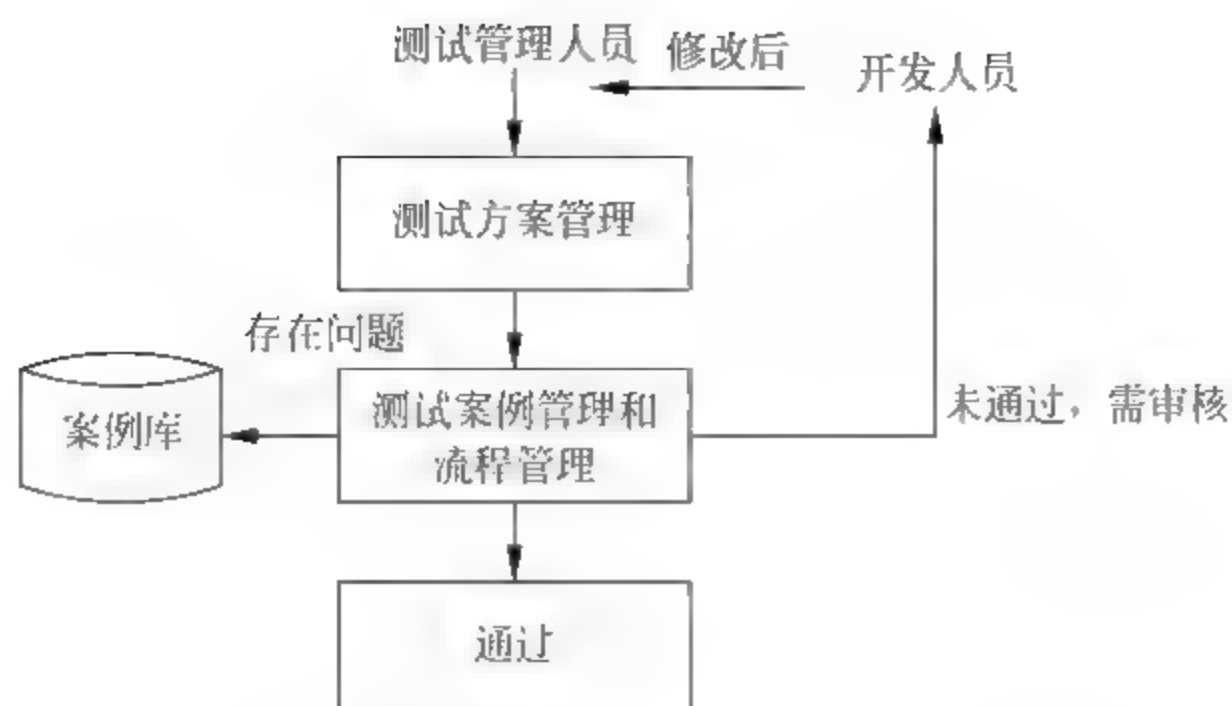 测试管理人员
修改后
开发人员
测试方案管理
存在问题
案例库
测试案例管理和
流程管理
未通过，需审核
通过